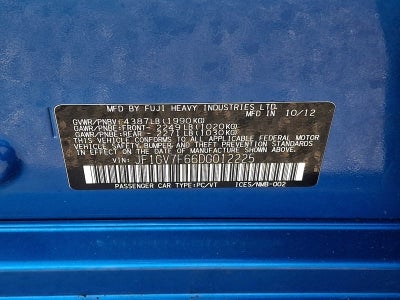 MFD BY FUJI HEAVY INDUSTRIES LTD. 10/12
GVWR/PNBV: 4387LB(1990KG)
GAWR/PNBE:FRONT- 2249LB(1020KG)
GAWR/PNBE:REAR - 2271LB(1030KG)
THIS VEHICLE CONFORMS TO ALL APPLICABLE FEDERAL MOTOR
VEHICLE SAFETY,BUMPER AND THEFT PREVENTION STANDARDS
IN EFFECT ON THE DATE OF MANUFACTURE SHOWN ABOVE.
VIN:JF1GV7F66DG012225
PASSENGER CAR TYPE:PC/VT ICES/NMB-002